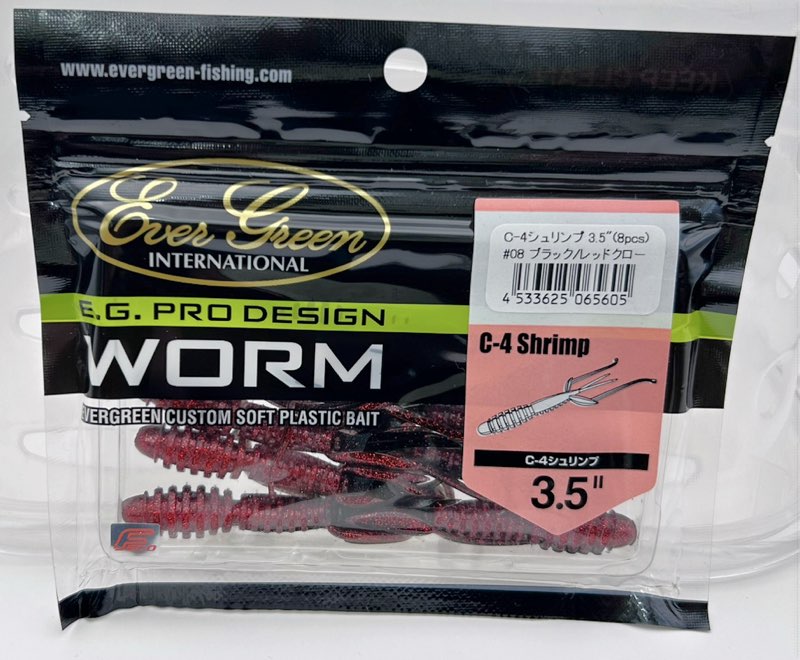 www.evergreen-fishing.com
KEEP CLEAN
Ever Green
INTERNATIONAL
E.G. PRO DESIGN
WORM
EVERGREEN CUSTOM SOFT PLASTIC BAIT
C-4シュリンプ 3.5"(8pcs)
#08 ブラック/レッドクロー
4 533625 065605
C-4 Shrimp
C-4シュリンプ
3.5"